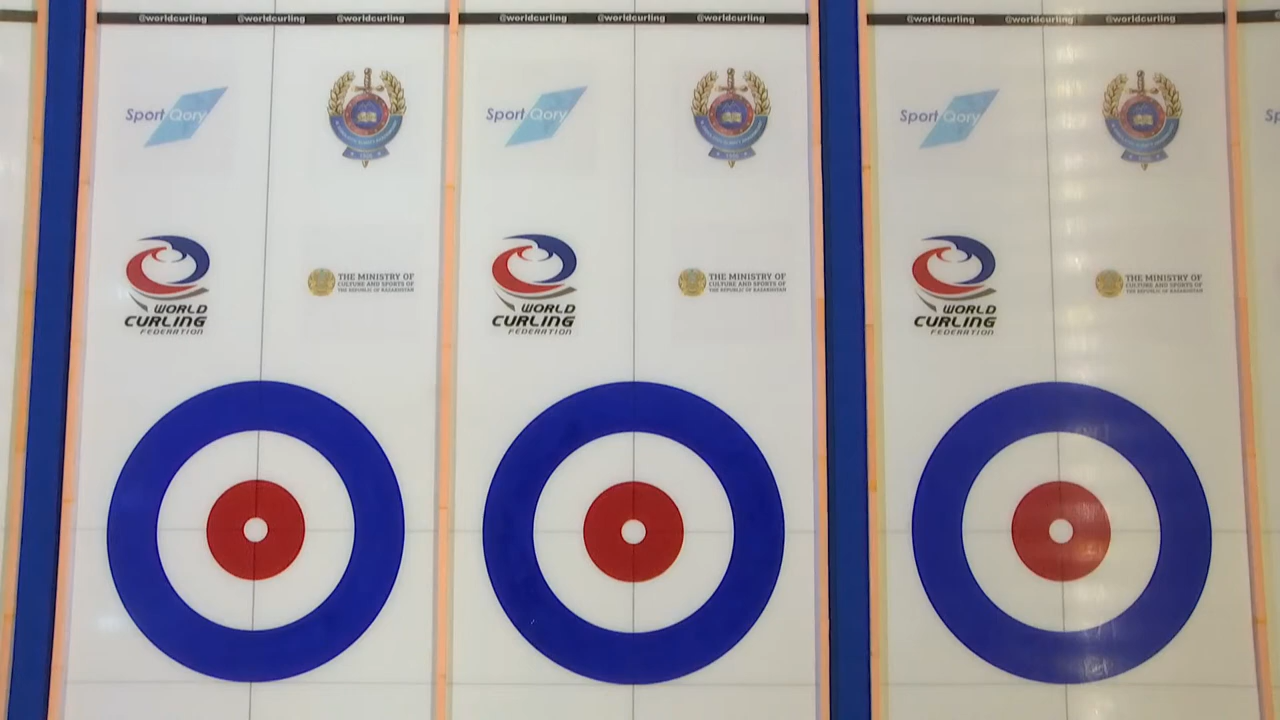 @worldcurling @worldcurling @worldcurling @worldcurling @worldcurling @worldcurling @worldcurling @worldcurling @worldcurling
Sport Qory
Sport Qory
Sport Qory
Sp
WORLD
CURLING
FEDERATION
THE MINISTRY OF
CULTURE AND SPORTS OF
THE REPUBLIC OF KAZAKHSTAN
WORLD
CURLING
FEDERATION
THE MINISTRY OF
CULTURE AND SPORTS OF
THE REPUBLIC OF KAZAKHSTAN
WORLD
CURLING
FEDERATION
THE MINISTRY OF
CULTURE AND SPORTS OF
THE REPUBLIC OF KAZAKHSTAN